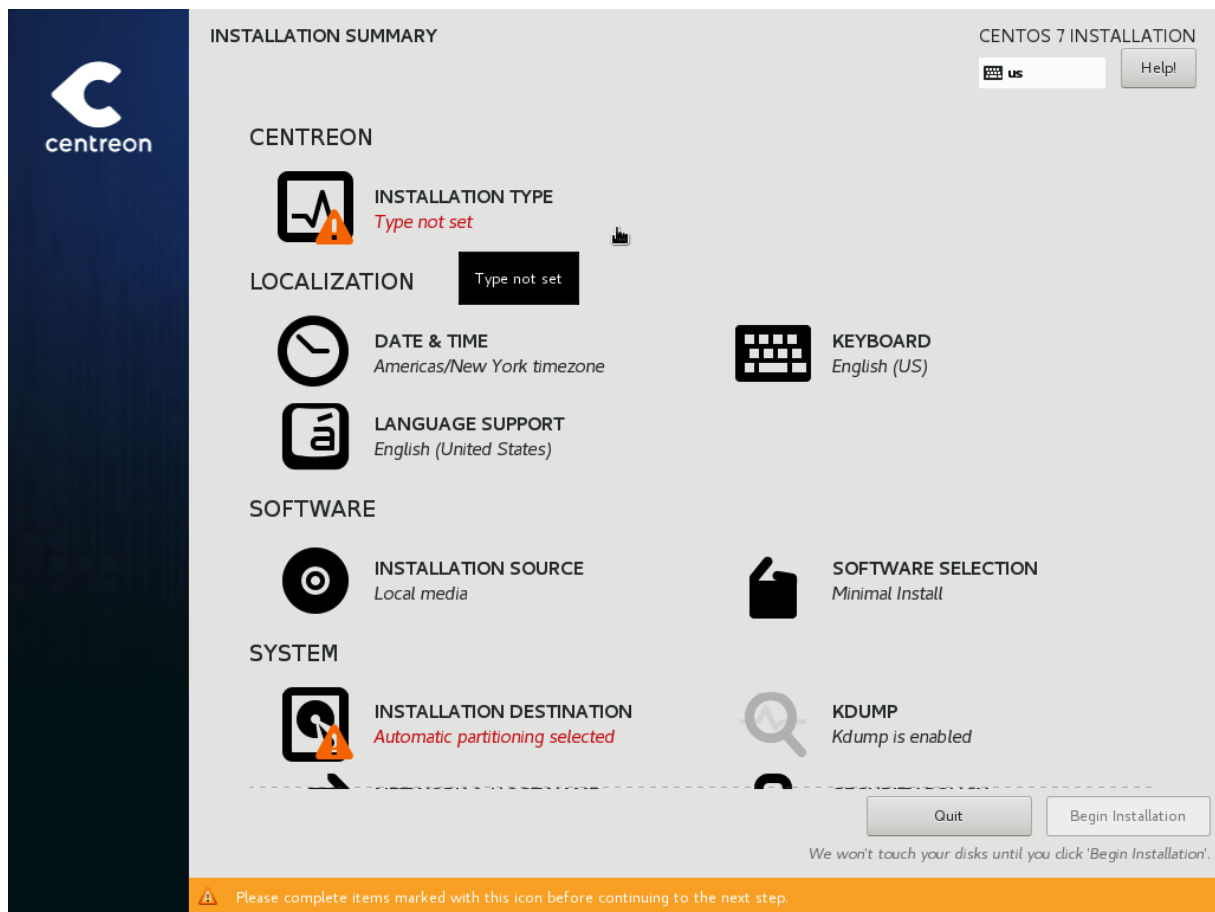 centreon
INSTALLATION SUMMARY
CENTOS 7 INSTALLATION
us
Help!
CENTREON
INSTALLATION TYPE
Type not set
Type not set
LOCALIZATION
DATE & TIME
Americas/New York timezone
KEYBOARD
English (US)
á
LANGUAGE SUPPORT
English (United States)
SOFTWARE
INSTALLATION SOURCE
Local media
SOFTWARE SELECTION
Minimal Install
SYSTEM
INSTALLATION DESTINATION
Automatic partitioning selected
KDUMP
Kdump is enabled
Quit
Begin Installation
We won't touch your disks until you click 'Begin Installation'.
Please complete items marked with this icon before continuing to the next step.